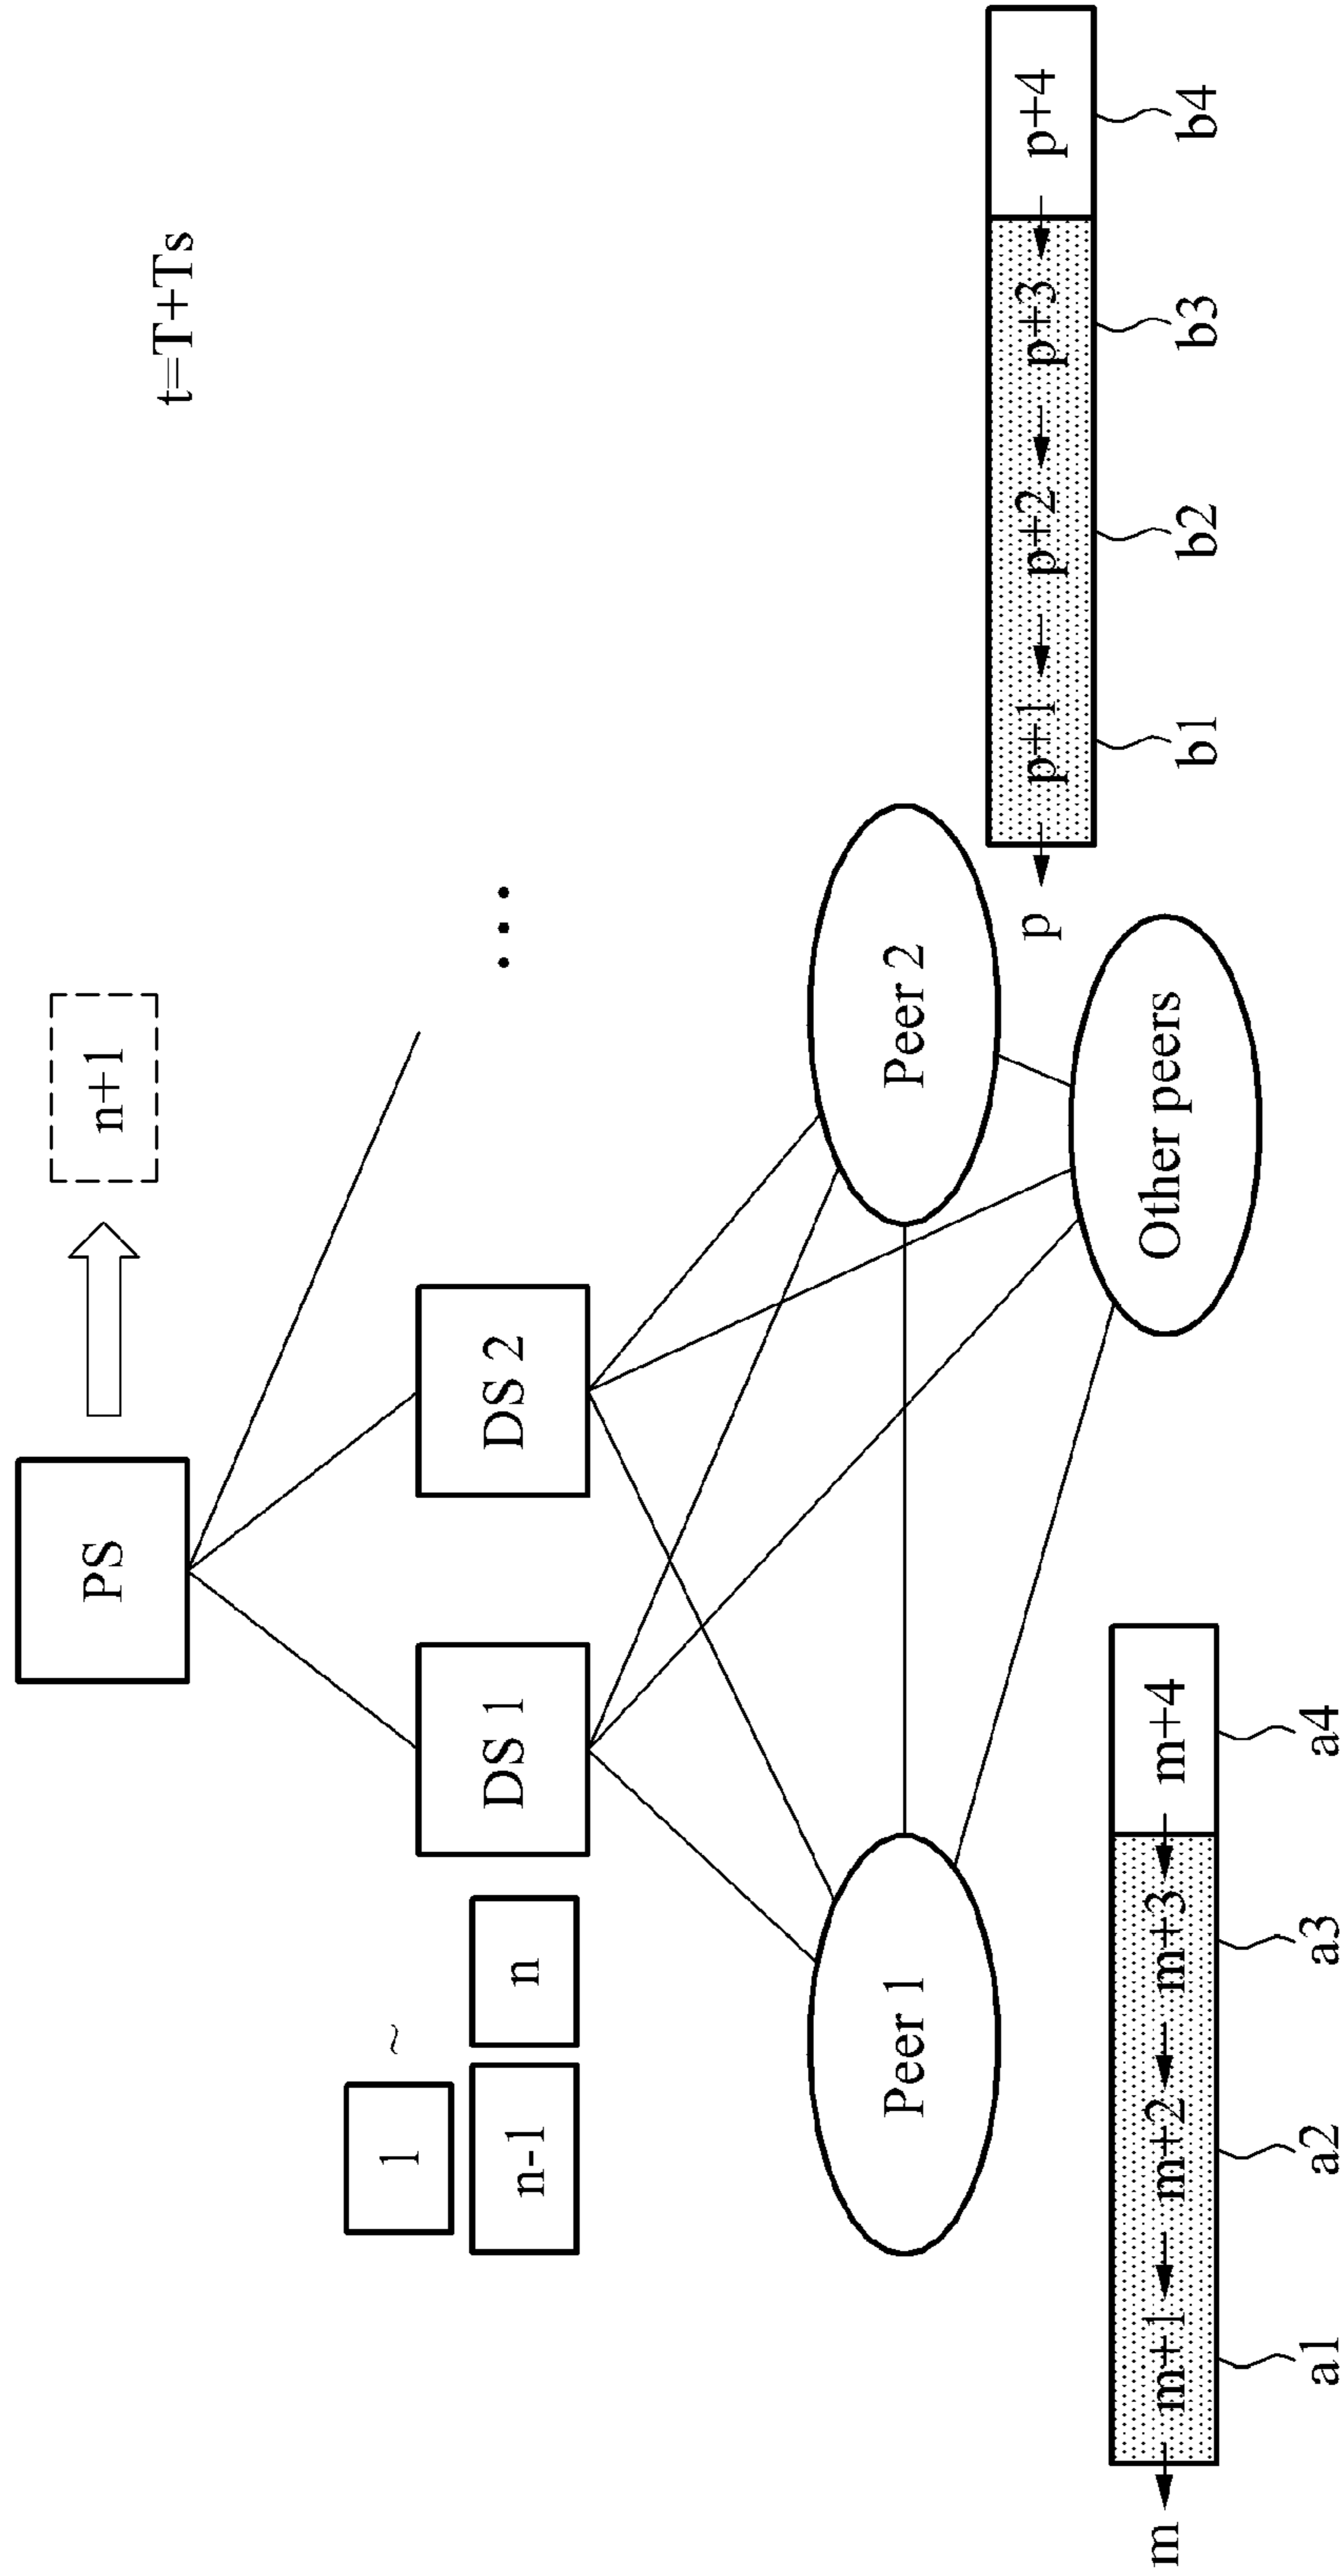 t=T+Ts
PS
n+1
1
~
n-1
n
DS 1
DS 2
...
Peer 1
Peer 2
Other peers
p
p+1
p+2
p+3
p+4
b1
b2
b3
b4
m
m+1
m+2
m+3
m+4
a1
a2
a3
a4